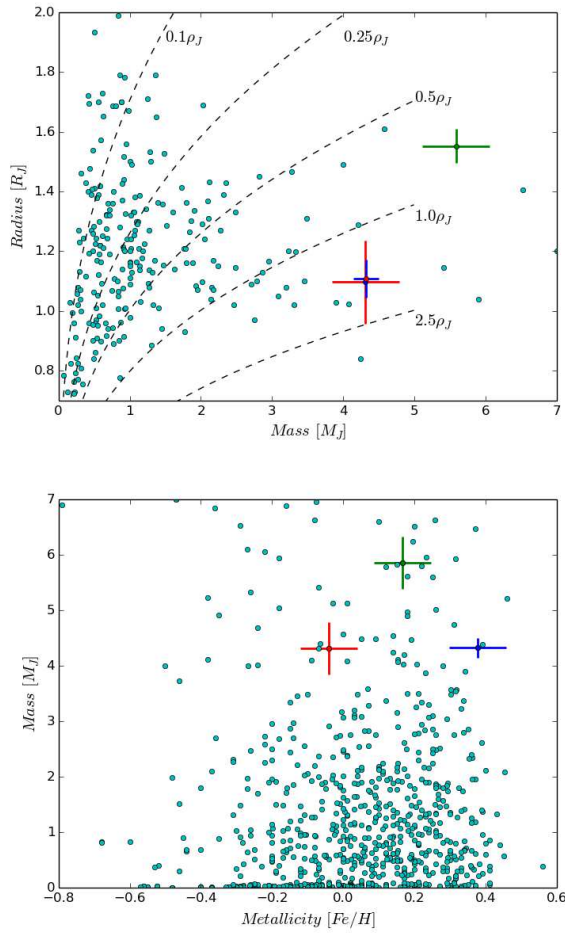 2.0
1.8
1.6
1.4
1.2
1.0
0.8
Radius [R_J]
0.1ρ_J
0.25ρ_J
0.5ρ_J
1.0ρ_J
2.5ρ_J
0 1 2 3 4 5 6 7
Mass [M_J]
7
6
5
4
3
2
1
0
Mass [M_J]
−0.8 −0.6 −0.4 −0.2 0.0 0.2 0.4 0.6
Metallicity [Fe/H]